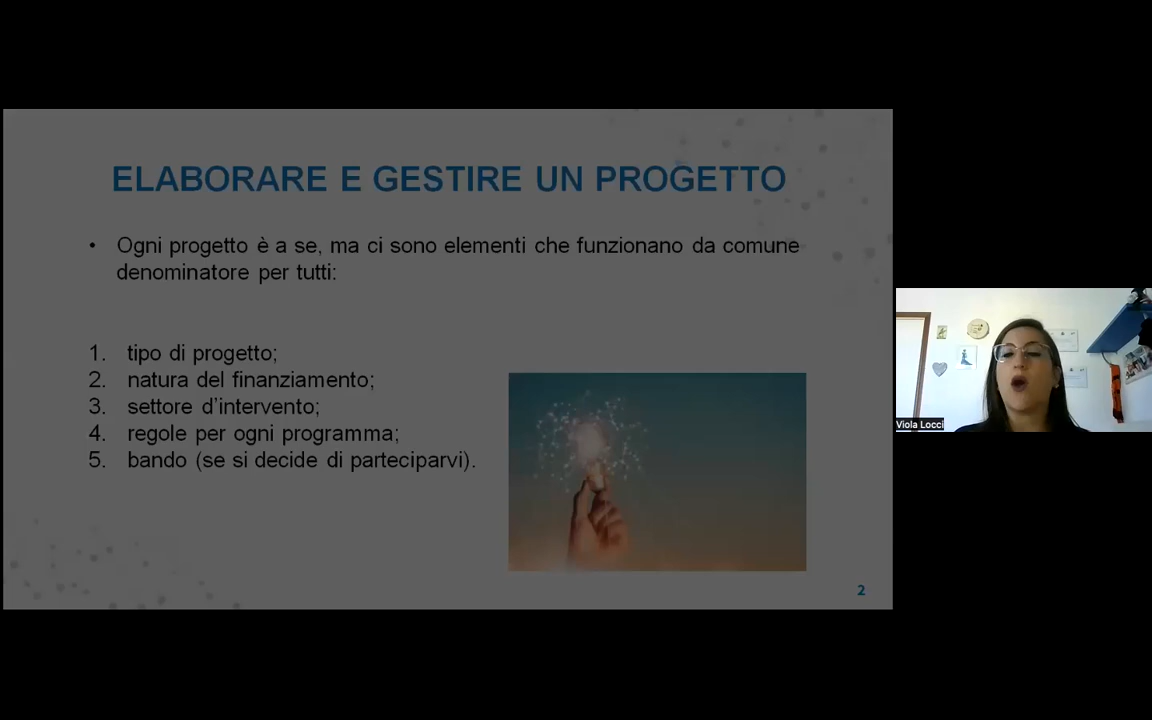 ELABORARE E GESTIRE UN PROGETTO
• Ogni progetto è a se, ma ci sono elementi che funzionano da comune
denominatore per tutti:
1. tipo di progetto;
2. natura del finanziamento;
3. settore d'intervento;
4. regole per ogni programma;
5. bando (se si decide di parteciparvi).
2
Viola Locci